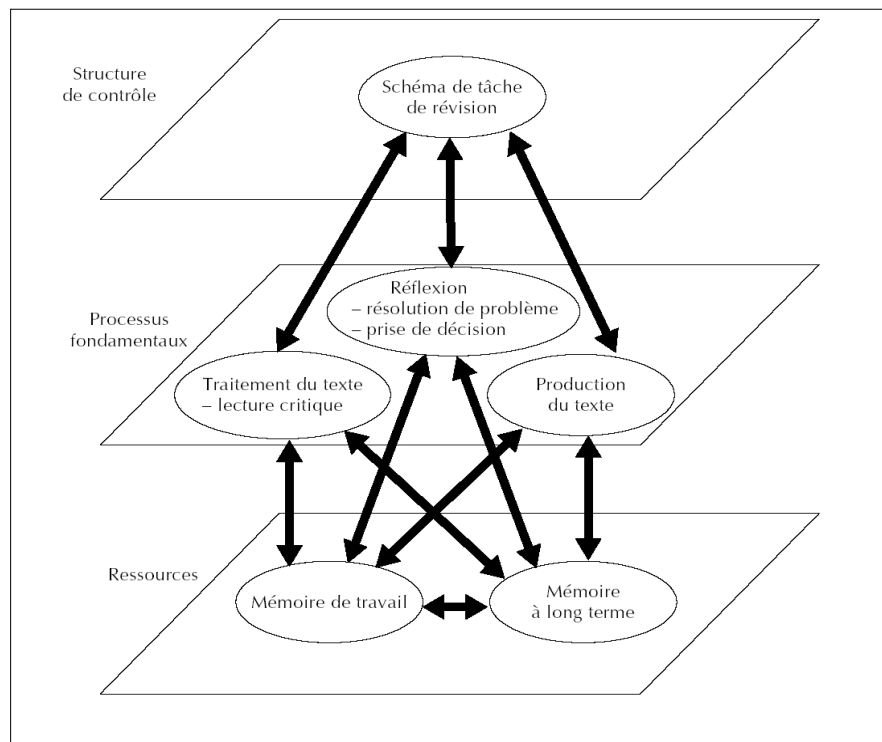 Structure
de contrôle
Schéma de tâche
de révision
Processus
fondamentaux
Réflexion
– résolution de problème
– prise de décision
Traitement du texte
– lecture critique
Production
du texte
Ressources
Mémoire de travail
Mémoire
à long terme